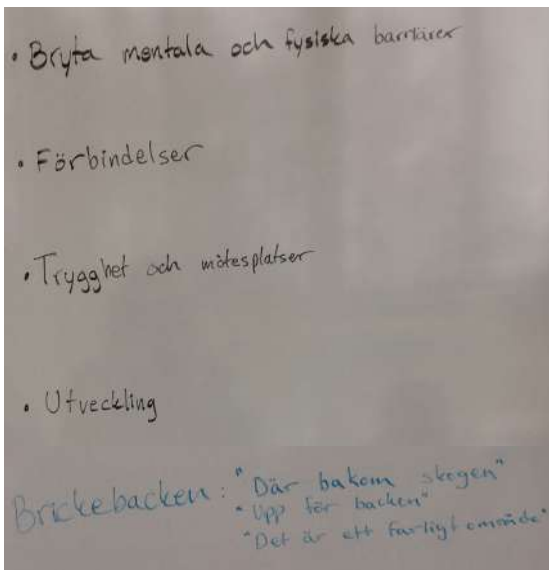 • Bryta mentala och fysiska barriärer
• Förbindelser
• Trygghet och mötesplatser
• Utveckling
Brickebacken: "Där bakom skogen"
"Upp för backen"
"Det är ett farligt område"